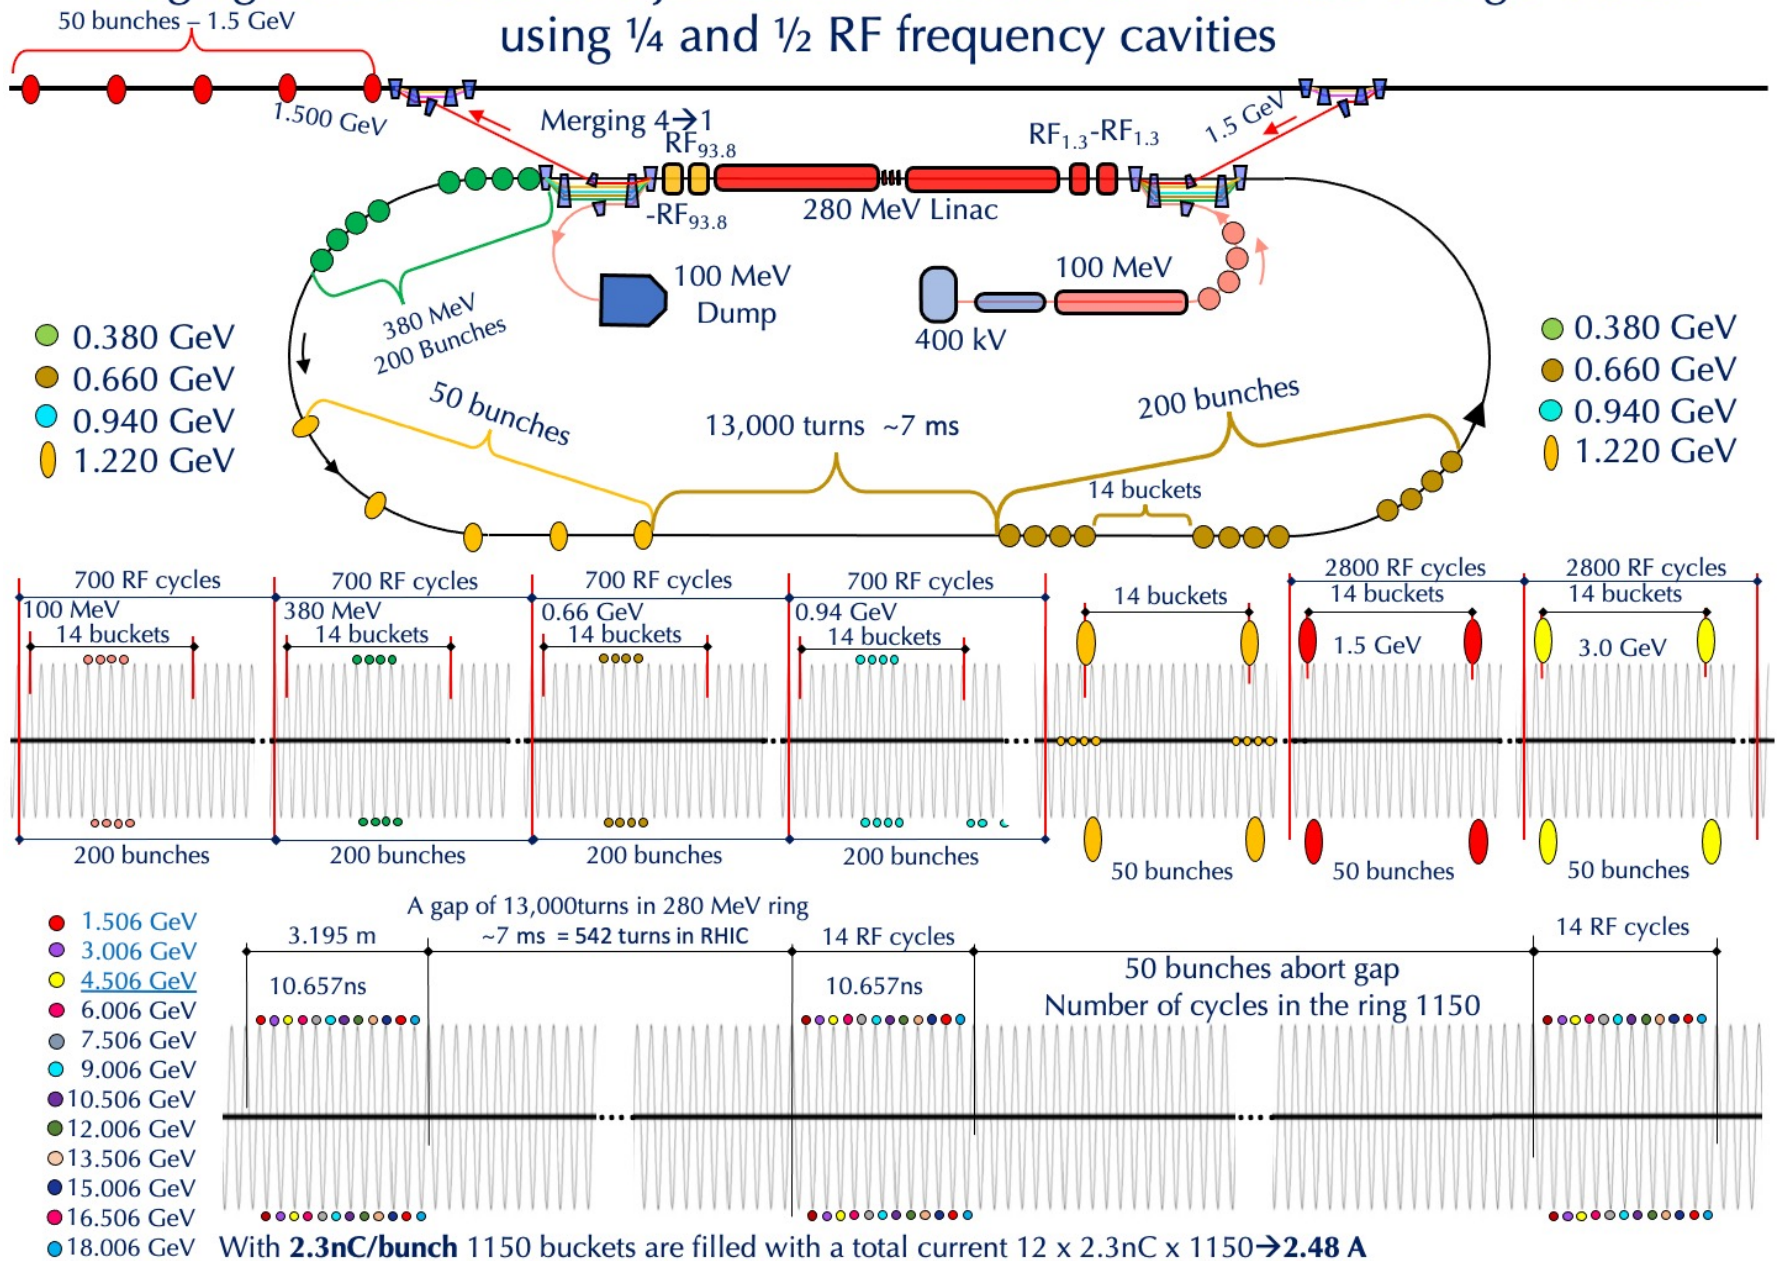 using ¼ and ½ RF frequency cavities
50 bunches – 1.5 GeV
1.500 GeV
Merging 4→1
1.5 GeV
RF93.8
RF1.3-RF1.3
-RF93.8
280 MeV Linac
100 MeV
Dump
100 MeV
400 kV
380 MeV
200 Bunches
0.380 GeV
0.660 GeV
0.940 GeV
1.220 GeV
0.380 GeV
0.660 GeV
0.940 GeV
1.220 GeV
50 bunches
13,000 turns ~7 ms
200 bunches
14 buckets
700 RF cycles
700 RF cycles
700 RF cycles
700 RF cycles
2800 RF cycles
2800 RF cycles
100 MeV
380 MeV
0.66 GeV
0.94 GeV
14 buckets
14 buckets
14 buckets
14 buckets
14 buckets
14 buckets
14 buckets
1.5 GeV
3.0 GeV
200 bunches
200 bunches
200 bunches
200 bunches
50 bunches
50 bunches
50 bunches
1.506 GeV
3.006 GeV
4.506 GeV
6.006 GeV
7.506 GeV
9.006 GeV
10.506 GeV
12.006 GeV
13.506 GeV
15.006 GeV
16.506 GeV
18.006 GeV
A gap of 13,000turns in 280 MeV ring
~7 ms = 542 turns in RHIC
3.195 m
14 RF cycles
14 RF cycles
10.657ns
10.657ns
50 bunches abort gap
Number of cycles in the ring 1150
With 2.3nC/bunch 1150 buckets are filled with a total current 12 x 2.3nC x 1150→2.48 A